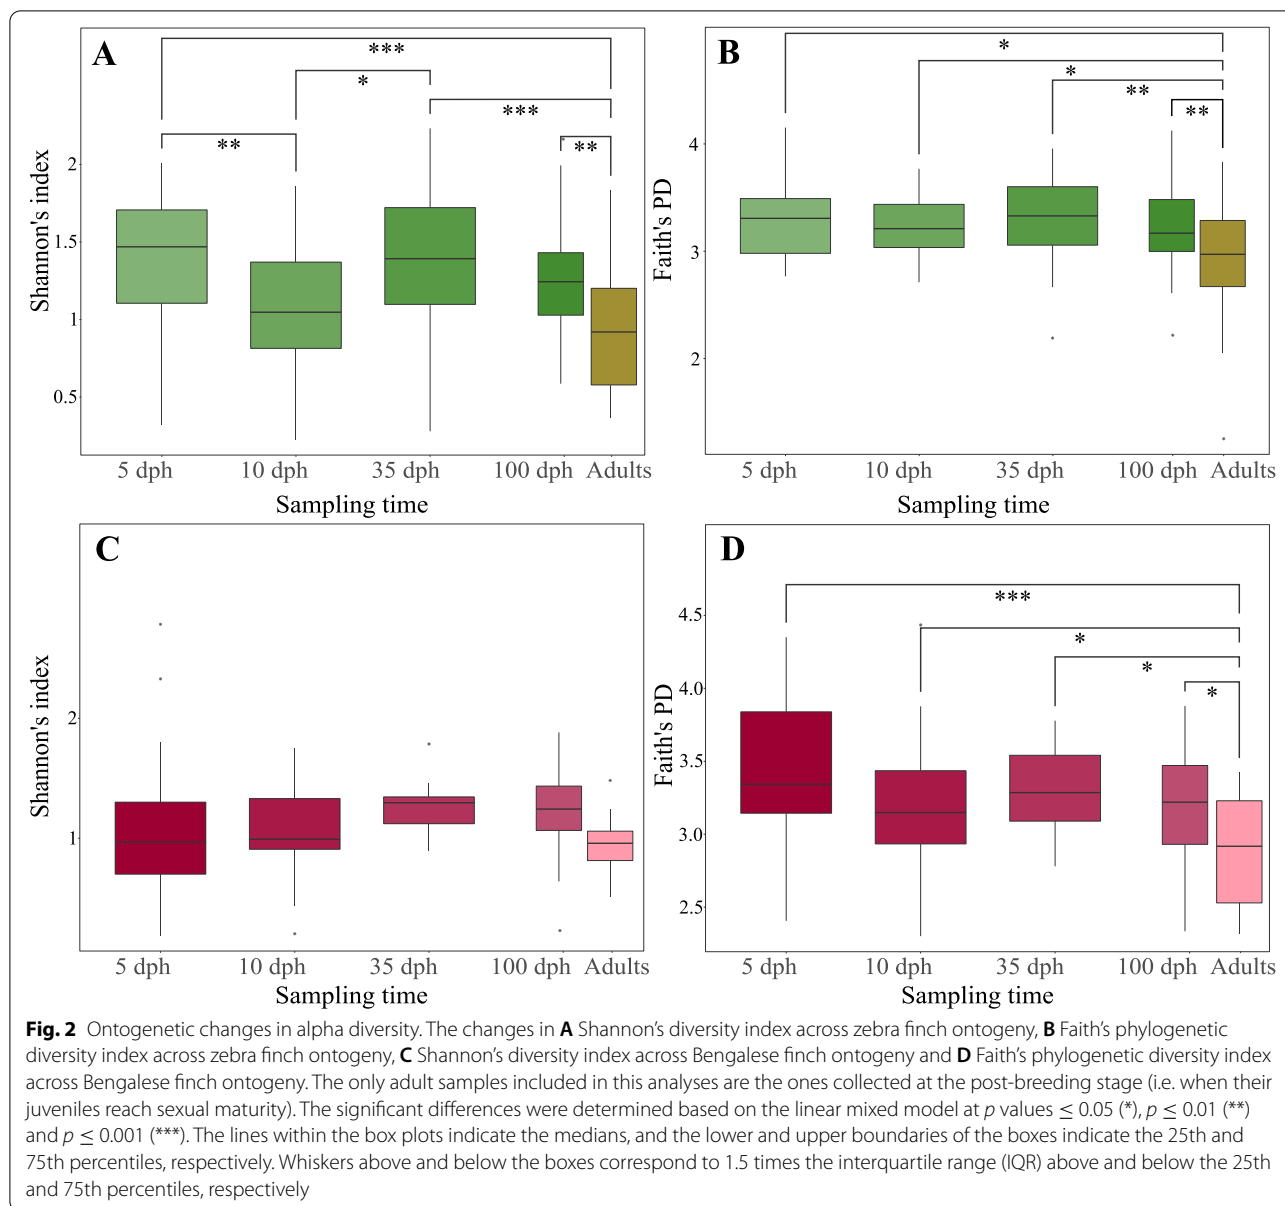 A
***
*
***
**
**
Shannon's index
2
1.5
1
0.5
5 dph 10 dph 35 dph 100 dph Adults
Sampling time
B
*
*
**
**
Faith's PD
4
3
2
5 dph 10 dph 35 dph 100 dph Adults
Sampling time
C
Shannon's index
2
1
5 dph 10 dph 35 dph 100 dph Adults
Sampling time
D
***
*
*
*
Faith's PD
4.5
4.0
3.5
3.0
2.5
5 dph 10 dph 35 dph 100 dph Adults
Sampling time
Fig. 2 Ontogenetic changes in alpha diversity. The changes in A Shannon’s diversity index across zebra finch ontogeny, B Faith’s phylogenetic
diversity index across zebra finch ontogeny, C Shannon’s diversity index across Bengalese finch ontogeny and D Faith’s phylogenetic diversity index
across Bengalese finch ontogeny. The only adult samples included in this analyses are the ones collected at the post-breeding stage (i.e. when their
juveniles reach sexual maturity). The significant differences were determined based on the linear mixed model at p values ≤ 0.05 (*), p ≤ 0.01 (**)
and p ≤ 0.001 (***). The lines within the box plots indicate the medians, and the lower and upper boundaries of the boxes indicate the 25th and
75th percentiles, respectively. Whiskers above and below the boxes correspond to 1.5 times the interquartile range (IQR) above and below the 25th
and 75th percentiles, respectively